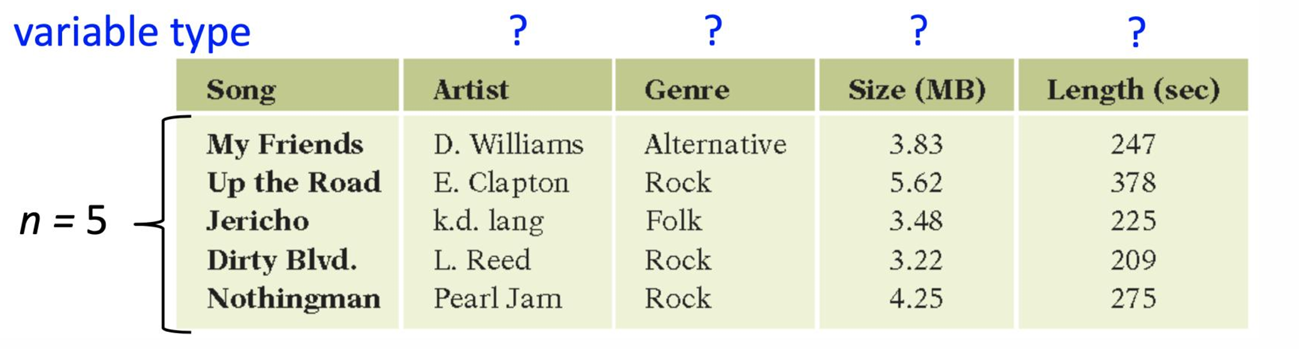 variable type ? ? ? ?
Song Artist Genre Size (MB) Length (sec)
My Friends D. Williams Alternative 3.83 247
Up the Road E. Clapton Rock 5.62 378
n = 5 Jericho k.d. lang Folk 3.48 225
Dirty Blvd. L. Reed Rock 3.22 209
Nothingman Pearl Jam Rock 4.25 275